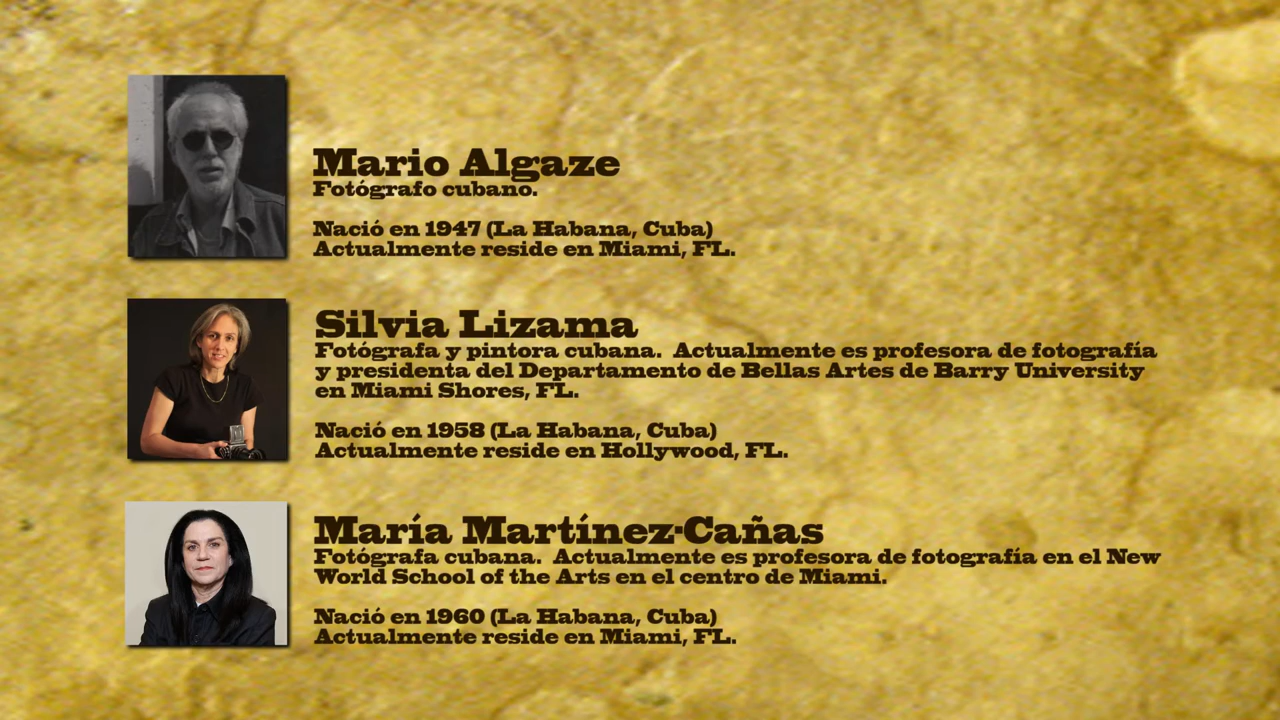 Mario Algaze
Fotógrafo cubano.
Nació en 1947 (La Habana, Cuba)
Actualmente reside en Miami, FL.
Silvia Lizama
Fotógrafa y pintora cubana. Actualmente es profesora de fotografía
y presidenta del Departamento de Bellas Artes de Barry University
en Miami Shores, FL.
Nació en 1958 (La Habana, Cuba)
Actualmente reside en Hollywood, FL.
María Martínez-Cañas
Fotógrafa cubana. Actualmente es profesora de fotografía en el New
World School of the Arts en el centro de Miami.
Nació en 1960 (La Habana, Cuba)
Actualmente reside en Miami, FL.